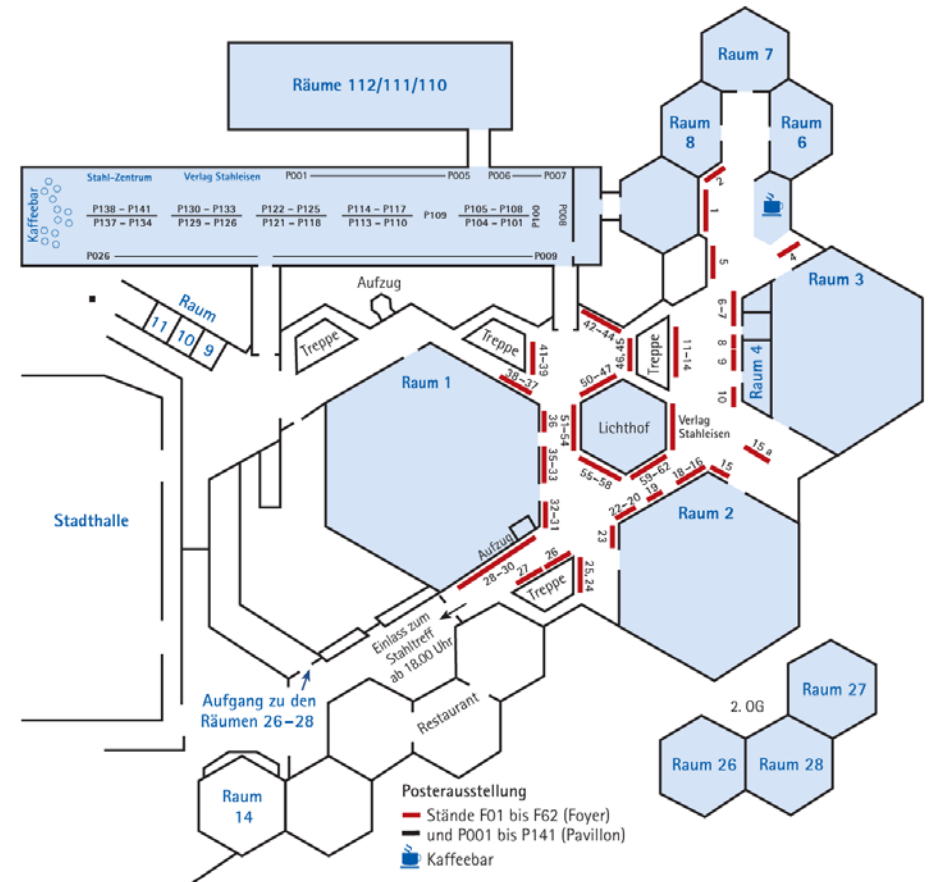 Raum 7
Räume 112/111/110
Raum
8
Raum
6
Kaffeebar
Stahl-Zentrum
Verlag Stahleisen
P001
P005
P006
P007
P138 – P141
P137 – P134
P130 – P133
P129 – P126
P122 – P125
P121 – P118
P114 – P117
P113 – P110
P109
P105 – P108
P104 – P101
P100
P008
P026
P009
2
1
5
4
Raum 3
Aufzug
Raum
11
10
9
Treppe
Treppe
41–39
38–37
42–44
45, 46
Treppe
11–14
6–7
8
9
10
Raum 4
Raum 1
50–47
36
51–54
Lichthof
Verlag
Stahleisen
35–33
55–58
59–62
18–16
15
15 a
19
22–20
23
Raum 2
32–31
Stadthalle
Aufzug
28–30
27
26
Treppe
25, 24
Einlass zum
Stahltreff
ab 18.00 Uhr
Aufgang zu den
Räumen 26–28
Restaurant
Raum
14
2. OG
Raum 27
Raum 26
Raum 28
Posterausstellung
Stände F01 bis F62 (Foyer)
und P001 bis P141 (Pavillon)
Kaffeebar